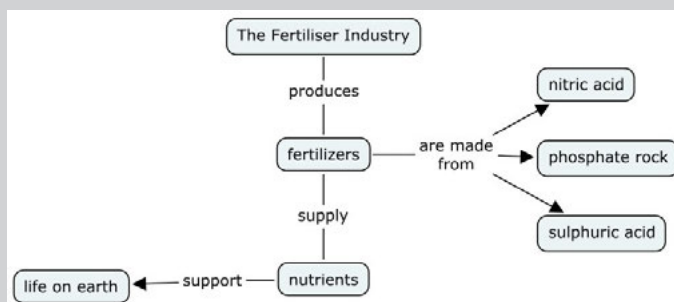 The Fertiliser Industry
produces
nitric acid
fertilizers
are made
from
phosphate rock
supply
sulphuric acid
life on earth
support
nutrients